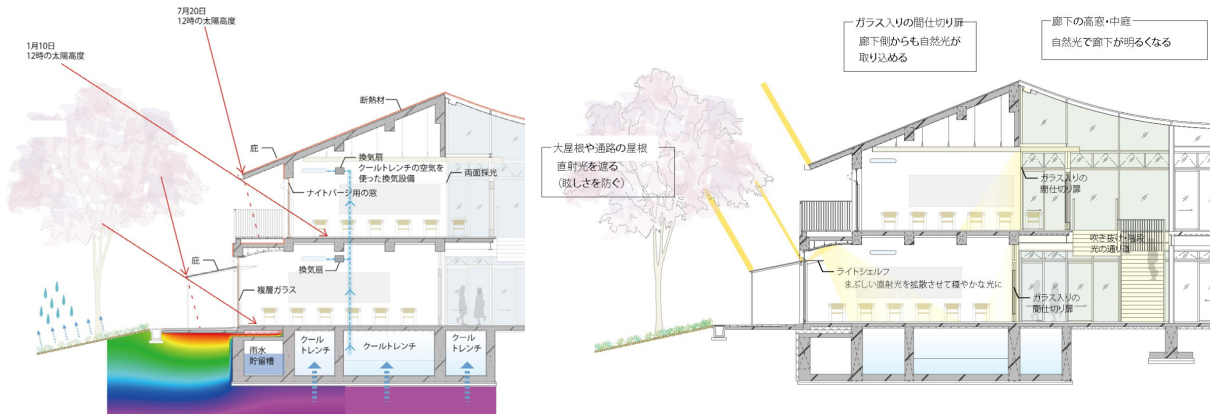 7月20日
12時の太陽高度
1月10日
12時の太陽高度
断熱材
庇
換気扇
クールトレンチの空気を
使った換気設備
両面採光
ナイトパージ用の窓
庇
換気扇
複層ガラス
雨水
貯留槽
クール
トレンチ
クールトレンチ
クール
トレンチ
ガラス入りの間仕切り扉
廊下側からも自然光が
取り込める
廊下の高窓・中庭
自然光で廊下が明るくなる
大屋根や通路の屋根
直射光を遮る
(眩しさを防ぐ)
ガラス入りの
間仕切り扉
吹き抜け・階段
光の通り道
ライトシェルフ
まぶしい直射光を拡散させて穏やかな光に
ガラス入りの
間仕切り扉